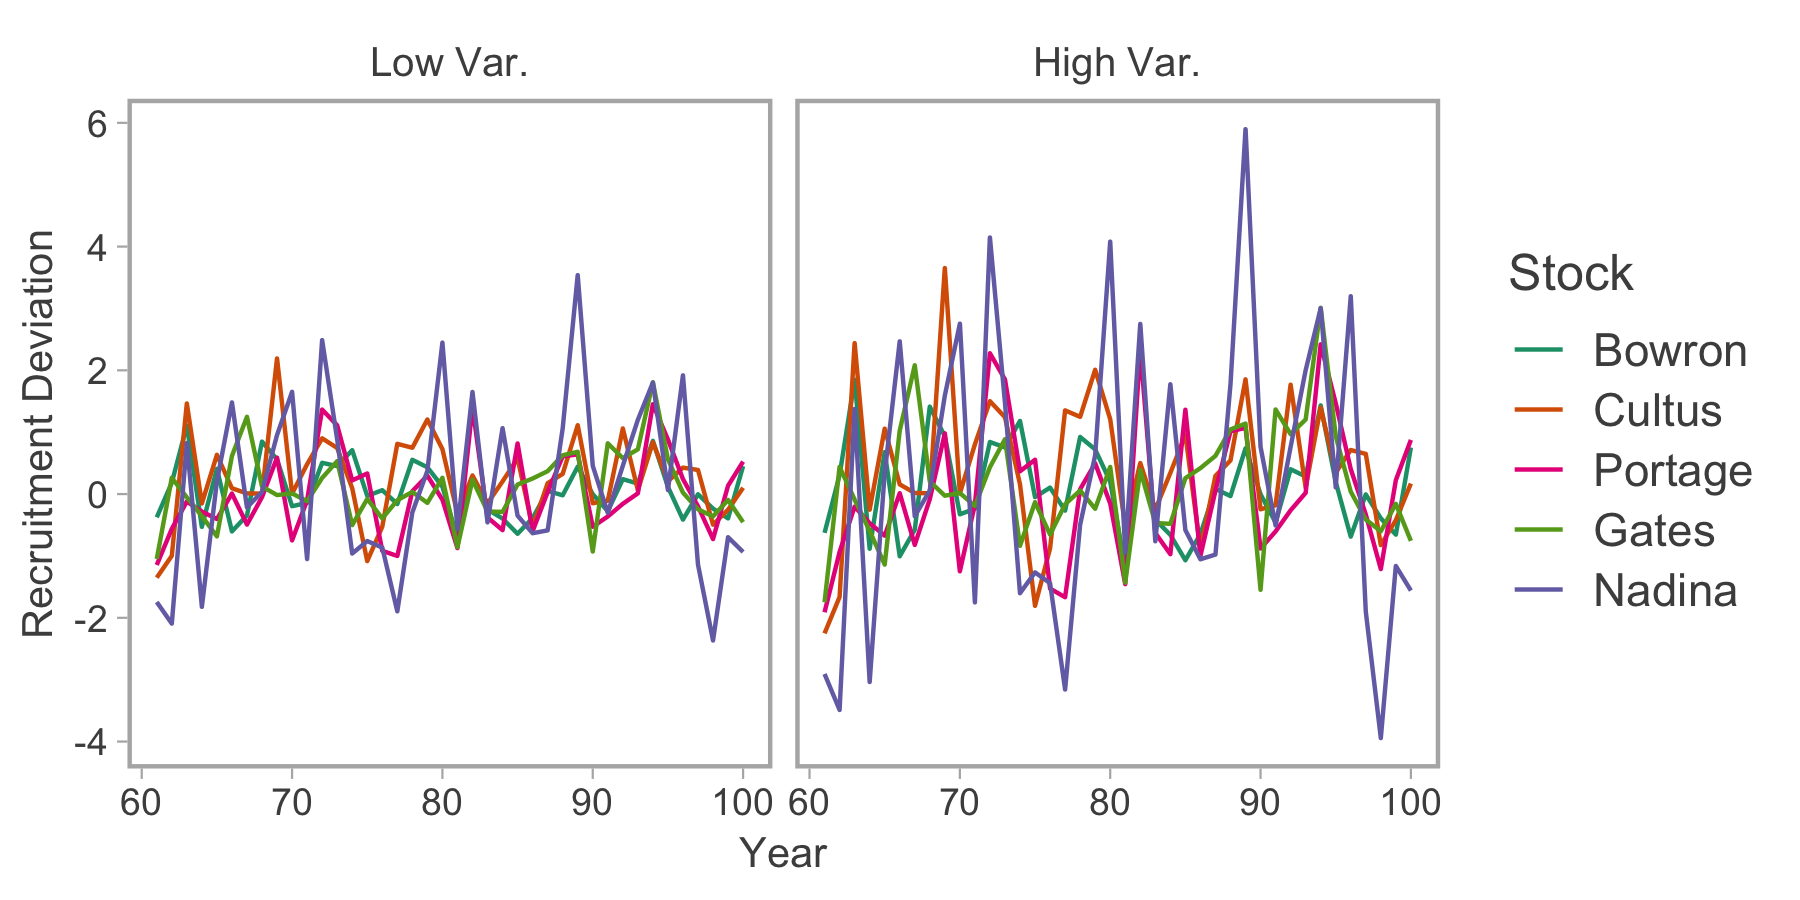 Low Var.
High Var.
Recruitment Deviation
6
4
2
0
-2
-4
60 70 80 90 100
60 70 80 90 100
Year
Stock
Bowron
Cultus
Portage
Gates
Nadina